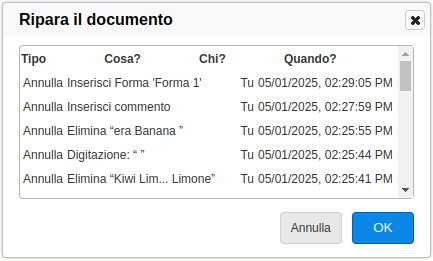 Ripara il documento
Tipo Cosa? Chi? Quando?
Annulla Inserisci Forma 'Forma 1' Tu 05/01/2025, 02:29:05 PM
Annulla Inserisci commento Tu 05/01/2025, 02:27:59 PM
Annulla Elimina “era Banana ” Tu 05/01/2025, 02:25:55 PM
Annulla Digitazione: “ ” Tu 05/01/2025, 02:25:44 PM
Annulla Elimina “Kiwi Lim... Limone” Tu 05/01/2025, 02:25:41 PM
Annulla OK